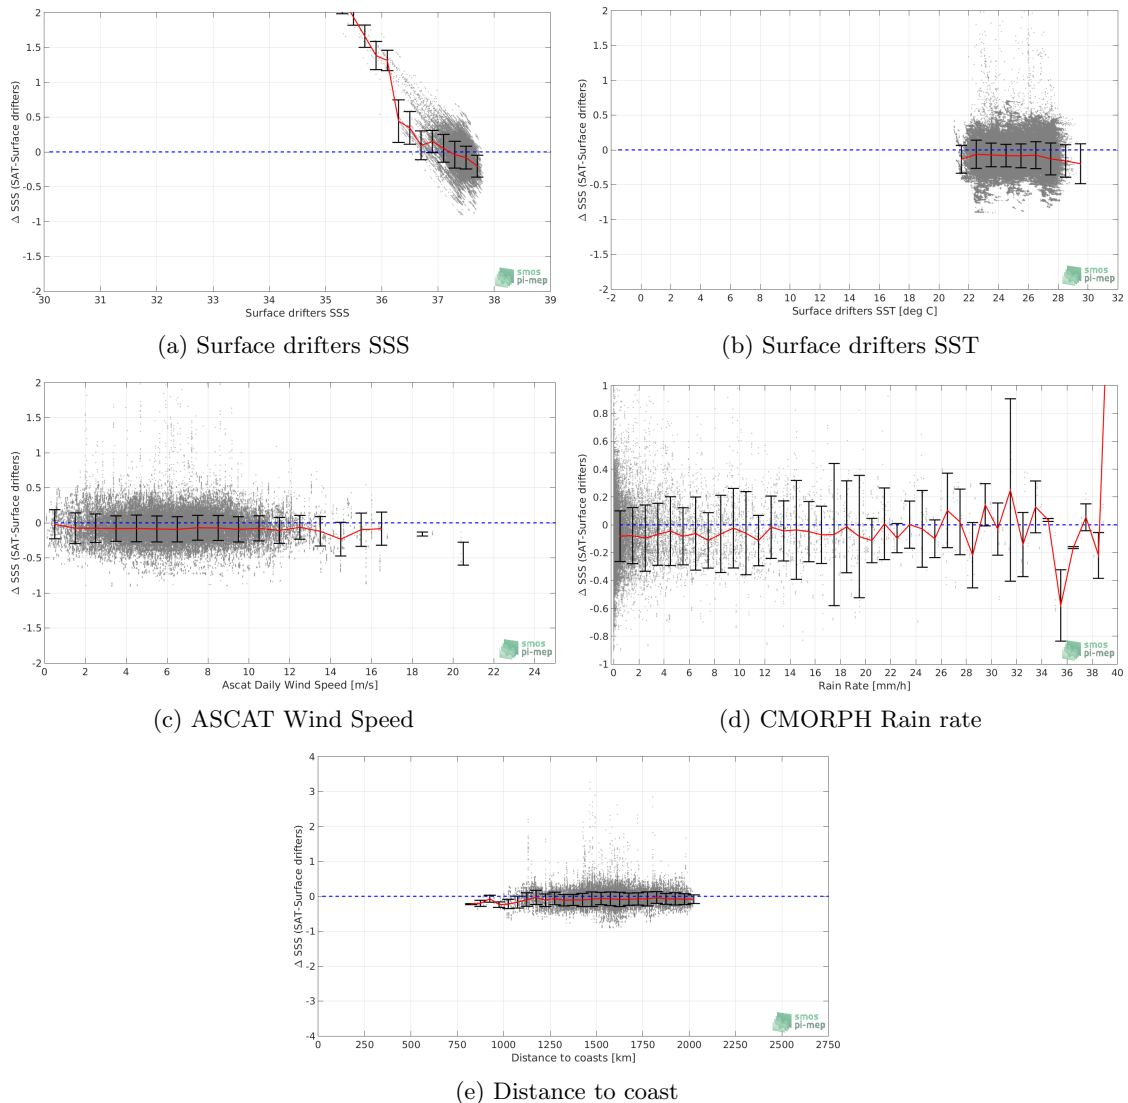 2
1.5
1
0.5
0
-0.5
-1
-1.5
-2
Δ SSS (SAT-Surface drifters)
30 31 32 33 34 35 36 37 38 39
Surface drifters SSS
smos
pi-mep
(a) Surface drifters SSS
2
1.5
1
0.5
0
-0.5
-1
-1.5
-2
Δ SSS (SAT-Surface drifters)
-2 0 2 4 6 8 10 12 14 16 18 20 22 24 26 28 30 32
Surface drifters SST [deg C]
smos
pi-mep
(b) Surface drifters SST
2
1.5
1
0.5
0
-0.5
-1
-1.5
-2
Δ SSS (SAT-Surface drifters)
0 2 4 6 8 10 12 14 16 18 20 22 24
Ascat Daily Wind Speed [m/s]
smos
pi-mep
(c) ASCAT Wind Speed
1
0.8
0.6
0.4
0.2
0
-0.2
-0.4
-0.6
-0.8
-1
Δ SSS (SAT-Surface drifters)
0 2 4 6 8 10 12 14 16 18 20 22 24 26 28 30 32 34 36 38 40
Rain Rate [mm/h]
smos
pi-mep
(d) CMORPH Rain rate
4
3
2
1
0
-1
-2
-3
-4
Δ SSS (SAT-Surface drifters)
0 250 500 750 1000 1250 1500 1750 2000 2250 2500 2750
Distance to coasts [km]
smos
pi-mep
(e) Distance to coast